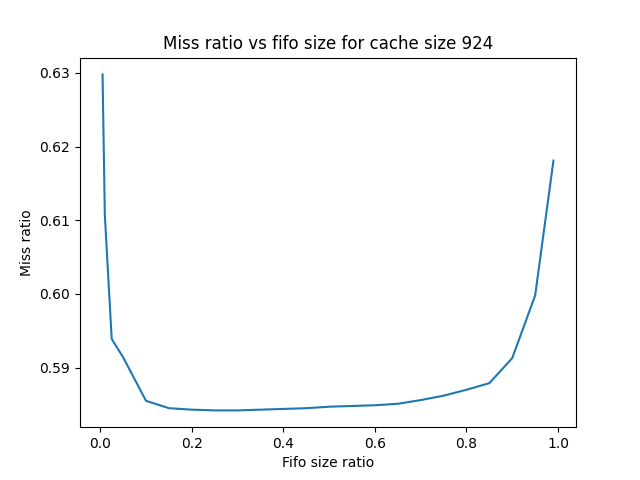 Miss ratio vs fifo size for cache size 924
0.63
0.62
0.61
0.60
0.59
Miss ratio
0.0 0.2 0.4 0.6 0.8 1.0
Fifo size ratio